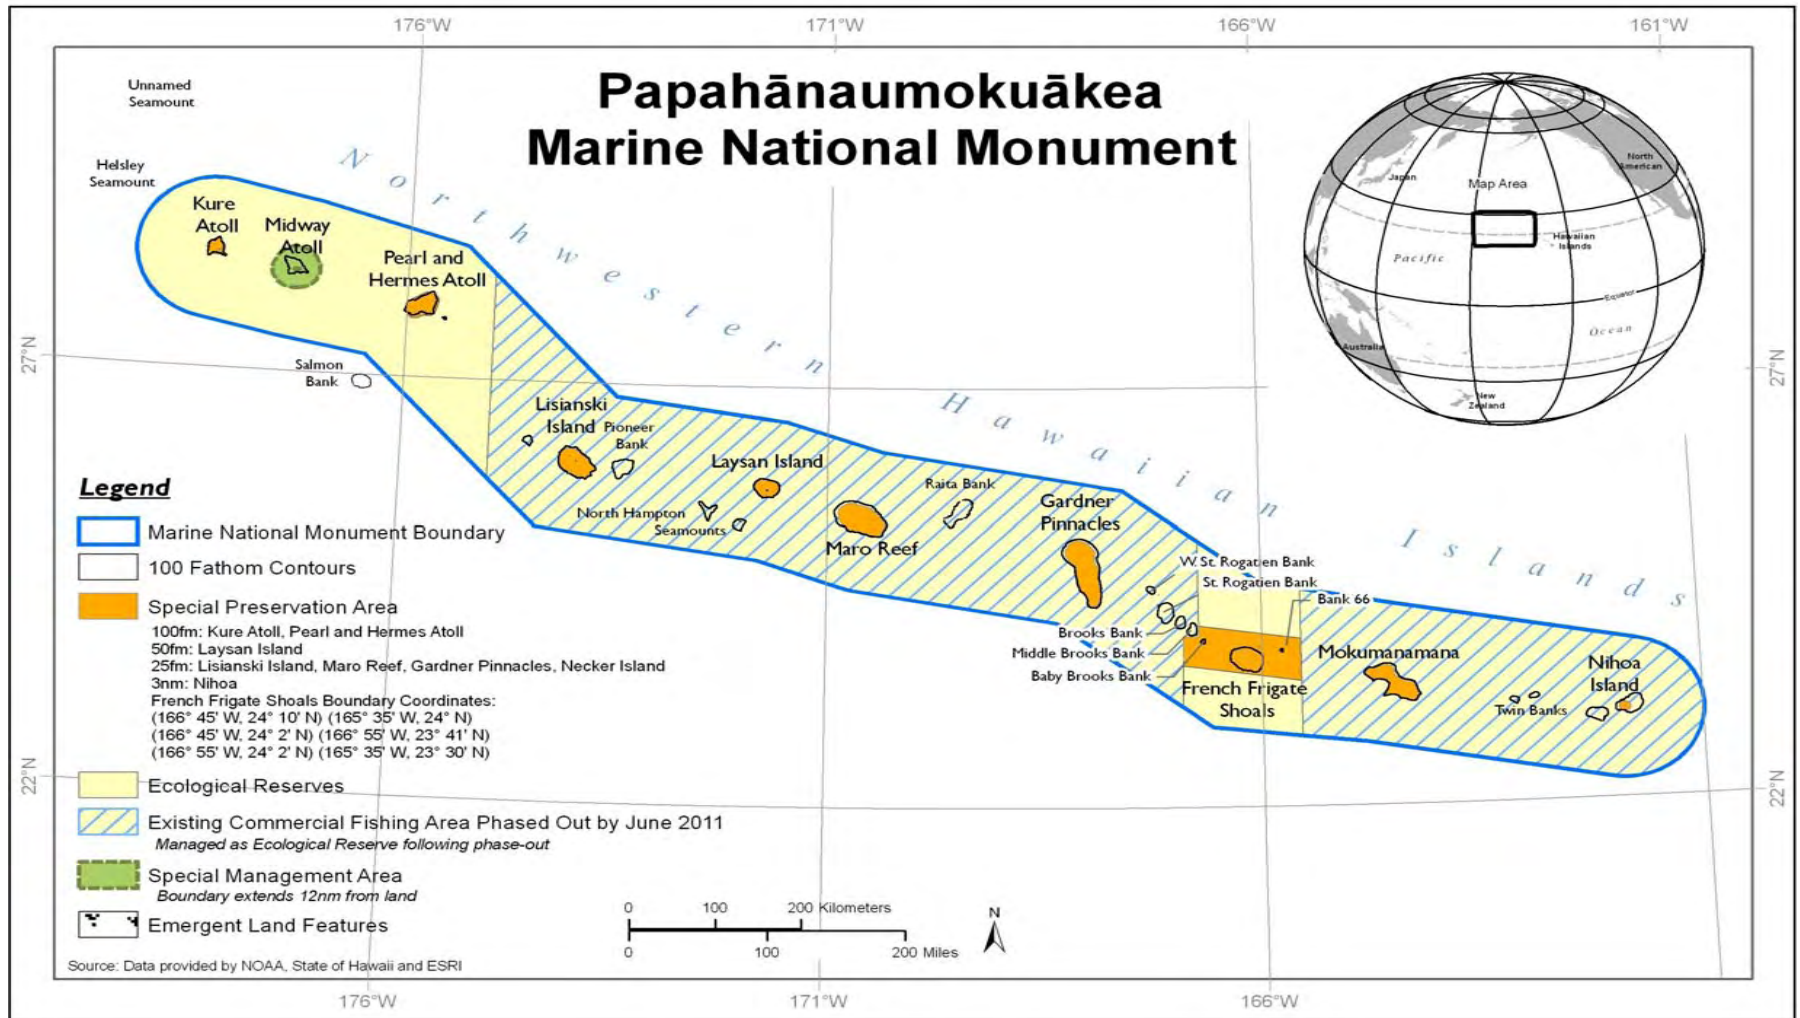 176°W
171°W
166°W
161°W
Papahānaumokuākea
Marine National Monument
Unnamed
Seamount
Helsley
Seamount
Northwestern Hawaiian Islands
Kure
Atoll
Midway
Atoll
Pearl and
Hermes Atoll
Salmon
Bank
27°N
27°N
Japan
North
American
Map Area
Hawaiian
Islands
Pacific
Equator
Ocean
Australia
New
Zealand
Lisianski
Island
Pioneer
Bank
Laysan Island
North Hampton
Seamounts
Maro Reef
Raita Bank
Gardner
Pinnacles
W. St. Rogatien Bank
St. Rogatien Bank
Bank 66
Brooks Bank
Middle Brooks Bank
Baby Brooks Bank
French Frigate
Shoals
Mokumanamana
Nihoa
Island
Twin Banks
Legend
Marine National Monument Boundary
100 Fathom Contours
Special Preservation Area
100fm: Kure Atoll, Pearl and Hermes Atoll
50fm: Laysan Island
25fm: Lisianski Island, Maro Reef, Gardner Pinnacles, Necker Island
3nm: Nihoa
French Frigate Shoals Boundary Coordinates:
(166° 45' W, 24° 10' N) (165° 35' W, 24° N)
(166° 45' W, 24° 2' N) (166° 55' W, 23° 41' N)
(166° 55' W, 24° 2' N) (165° 35' W, 23° 30' N)
Ecological Reserves
Existing Commercial Fishing Area Phased Out by June 2011
Managed as Ecological Reserve following phase-out
Special Management Area
Boundary extends 12nm from land
Emergent Land Features
22°N
22°N
0 100 200 Kilometers
0 100 200 Miles
N
Source: Data provided by NOAA, State of Hawaii and ESRI
176°W
171°W
166°W